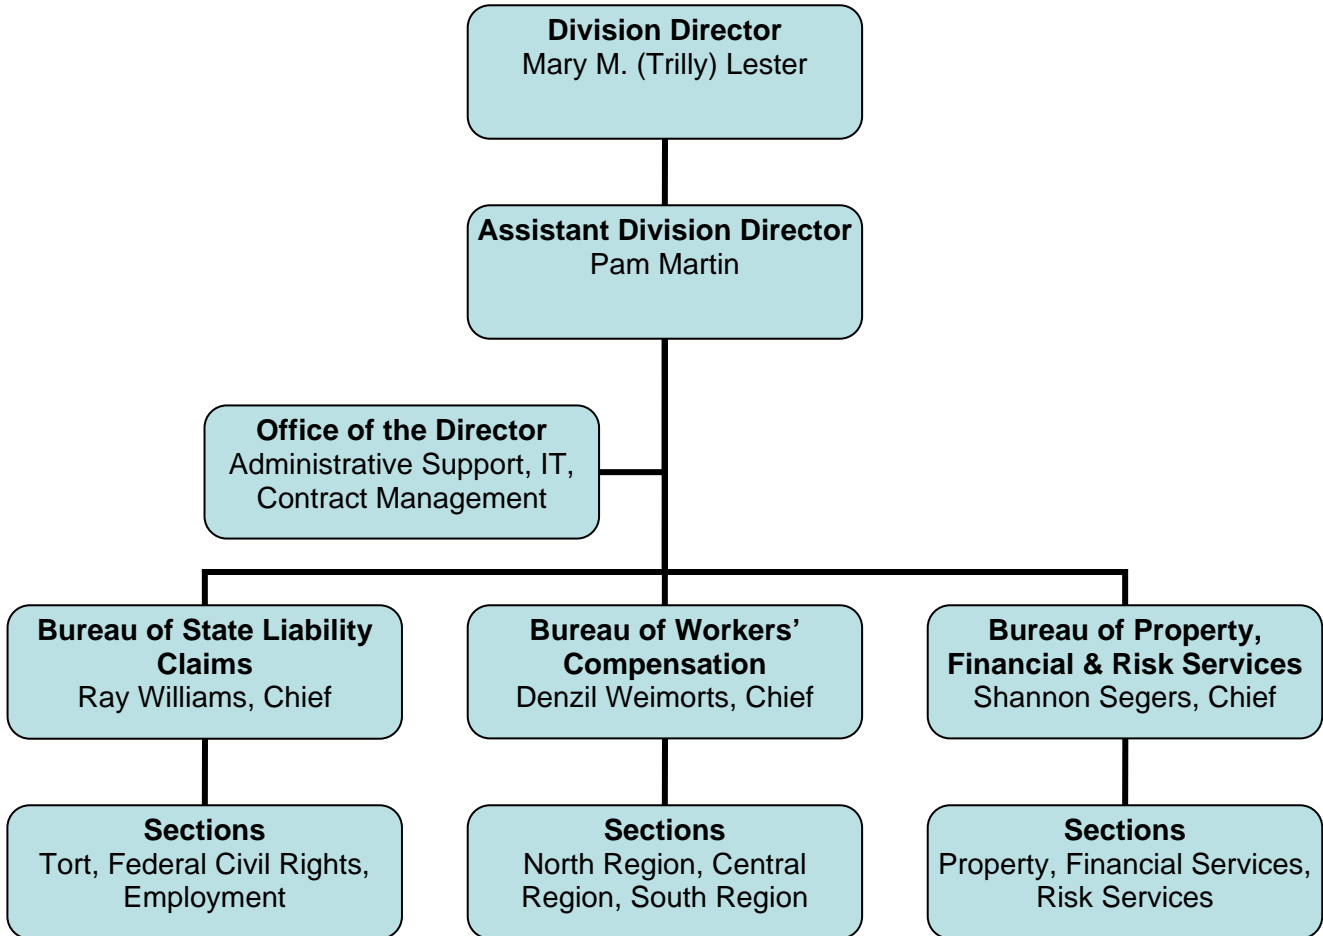 Division Director
Mary M. (Trilly) Lester
Assistant Division Director
Pam Martin
Office of the Director
Administrative Support, IT,
Contract Management
Bureau of State Liability
Claims
Ray Williams, Chief
Bureau of Workers’
Compensation
Denzil Weimorts, Chief
Bureau of Property,
Financial & Risk Services
Shannon Segers, Chief
Sections
Tort, Federal Civil Rights,
Employment
Sections
North Region, Central
Region, South Region
Sections
Property, Financial Services,
Risk Services